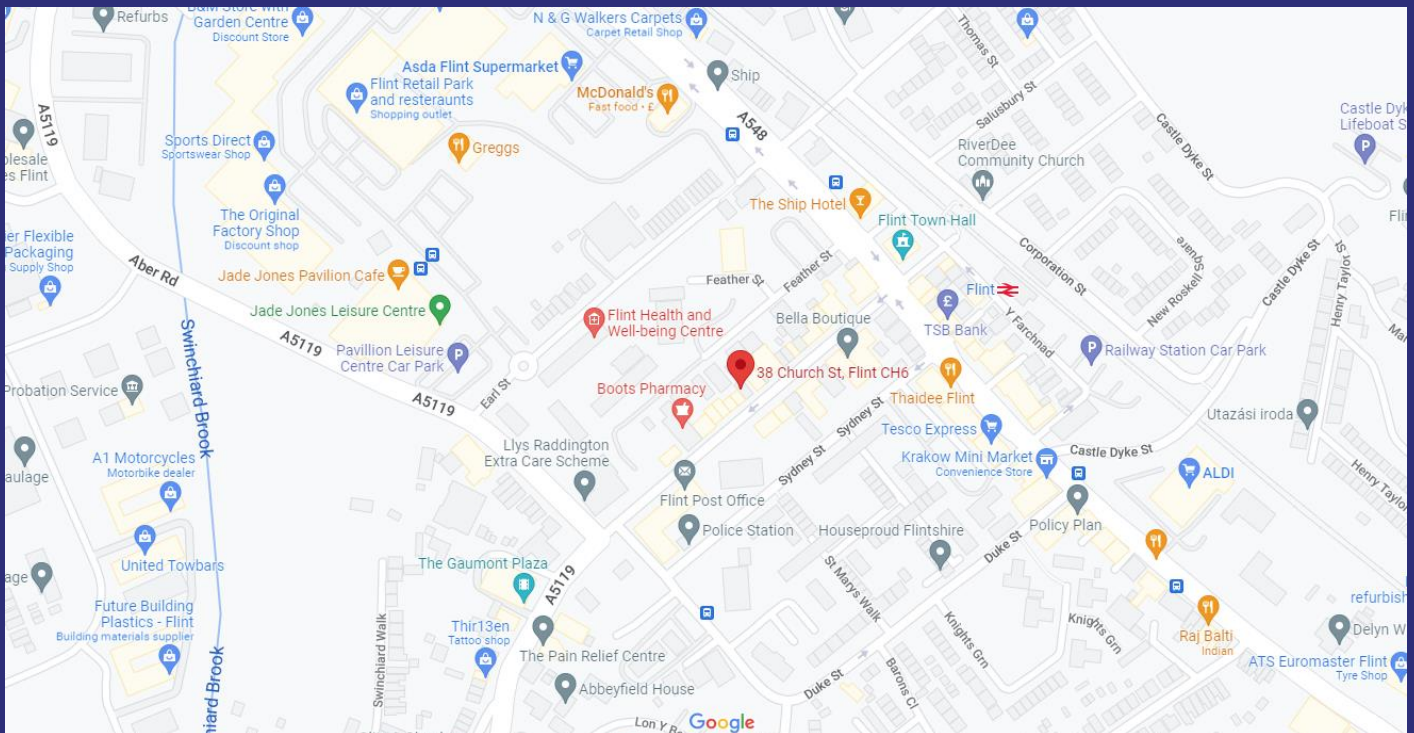 Refurbs
B&M Store with
Garden Centre
Discount Store
N & G Walkers Carpets
Carpet Retail Shop
Asda Flint Supermarket
Flint Retail Park
and resteraunts
Shopping outlet
McDonald's
Fast food • £
Ship
A548
Thomas St
Salusbury St
Castle Dyke St
Castle Dyk
Lifeboat S
A5119
olesale
es Flint
Sports Direct
Sportswear Shop
Greggs
RiverDee
Community Church
The Original
Factory Shop
Discount shop
The Ship Hotel
Flint Town Hall
Flin
ier Flexible
Packaging
Supply Shop
Aber Rd
Jade Jones Pavilion Cafe
Feather St
Feather St
Corporation St
New Roskell Square
Castle Dyke St
Henry Taylor St
Jade Jones Leisure Centre
Flint Health and
Well-being Centre
Flint
TSB Bank
Y Farchnad
Bella Boutique
A5119
Pavillion Leisure
Centre Car Park
Railway Station Car Park
Swinchiard Brook
38 Church St, Flint CH6
Probation Service
Earl St
Boots Pharmacy
Thaidee Flint
A5119
Sydney St
Utazási iroda
Tesco Express
Llys Raddington
Extra Care Scheme
Castle Dyke St
A1 Motorcycles
Motorbike dealer
Krakow Mini Market
Convenience Store
ALDI
aulage
Sydney St
Henry Taylor
Flint Post Office
Police Station
Houseproud Flintshire
Policy Plan
Duke St
United Towbars
The Gaumont Plaza
A5119
St Marys Walk
age
Future Building
Plastics - Flint
Building materials supplier
Swinchiard Walk
Thir13en
Tattoo shop
Knights Grn
Knights Grn
refurbish
Raj Balti
Indian
Delyn W
The Pain Relief Centre
Barons Cl
ATS Euromaster Flint
Tyre Shop
Abbeyfield House
Duke St
hiard Brook
Google